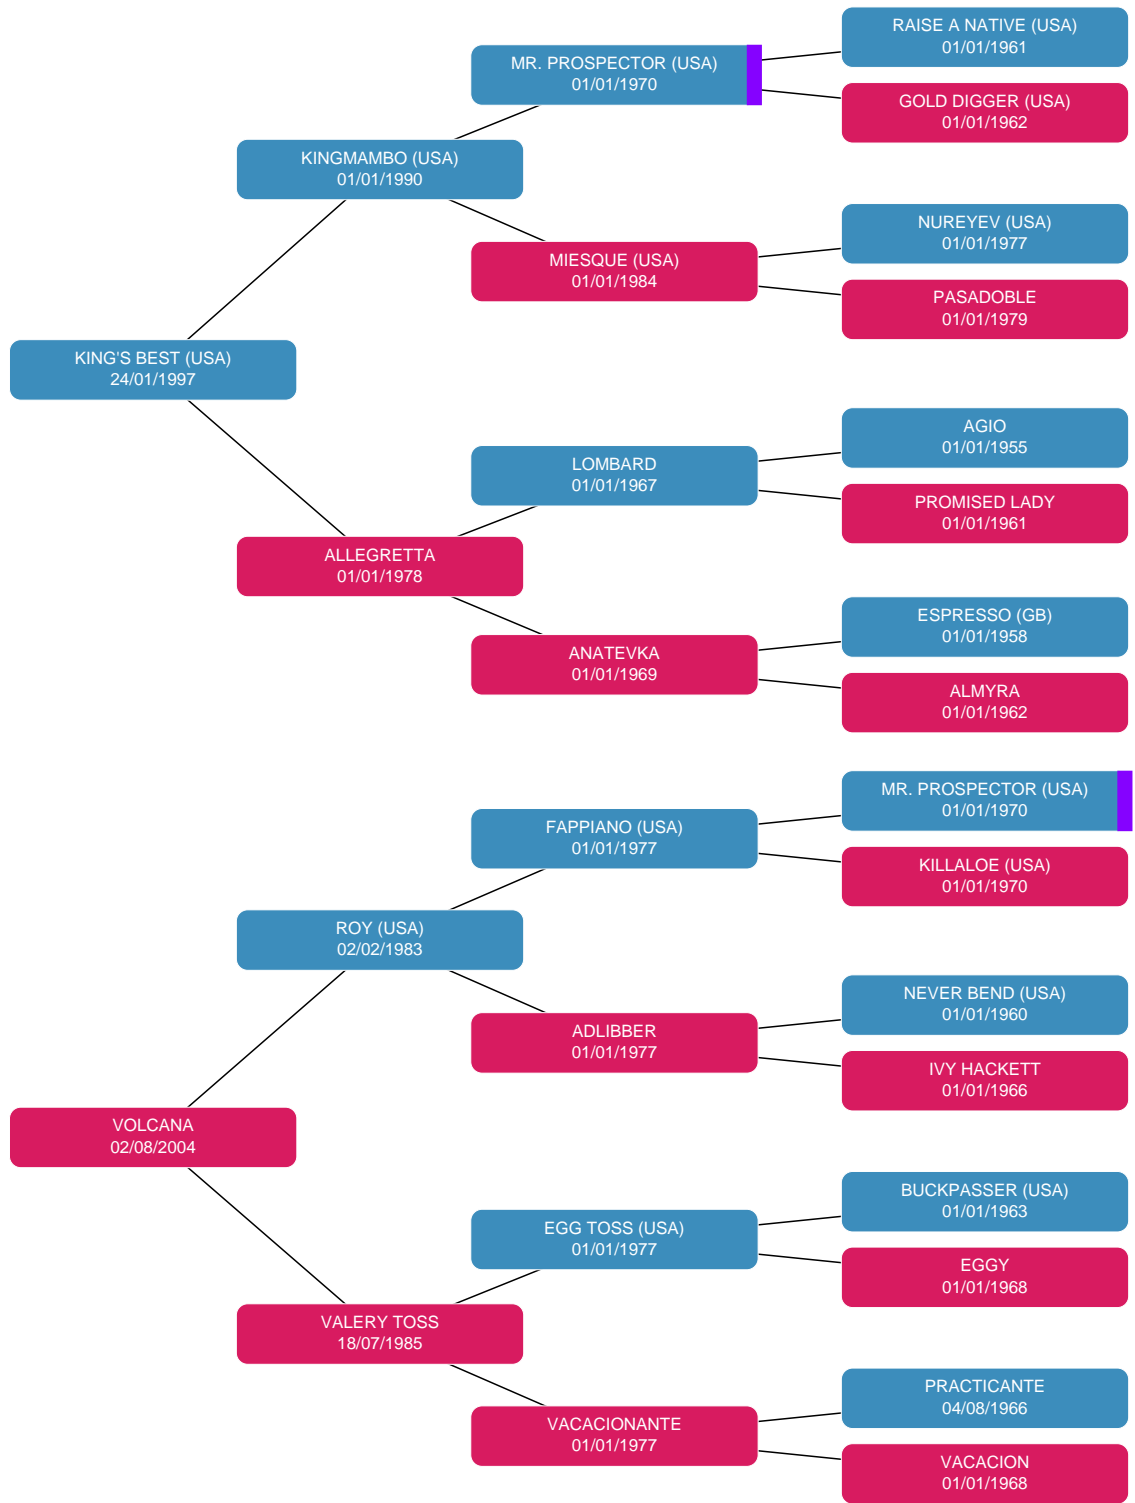 RAISE A NATIVE (USA)
01/01/1961
MR. PROSPECTOR (USA)
01/01/1970
GOLD DIGGER (USA)
01/01/1962
KINGMAMBO (USA)
01/01/1990
NUREYEV (USA)
01/01/1977
MIESQUE (USA)
01/01/1984
PASADOBLE
01/01/1979
KING'S BEST (USA)
24/01/1997
AGIO
01/01/1955
LOMBARD
01/01/1967
PROMISED LADY
01/01/1961
ALLEGRETTA
01/01/1978
ESPRESSO (GB)
01/01/1958
ANATEVKA
01/01/1969
ALMYRA
01/01/1962
MR. PROSPECTOR (USA)
01/01/1970
FAPPIANO (USA)
01/01/1977
KILLALOE (USA)
01/01/1970
ROY (USA)
02/02/1983
NEVER BEND (USA)
01/01/1960
ADLIBBER
01/01/1977
IVY HACKETT
01/01/1966
VOLCANA
02/08/2004
BUCKPASSER (USA)
01/01/1963
EGG TOSS (USA)
01/01/1977
EGGY
01/01/1968
VALERY TOSS
18/07/1985
PRACTICANTE
04/08/1966
VACACIONANTE
01/01/1977
VACACION
01/01/1968